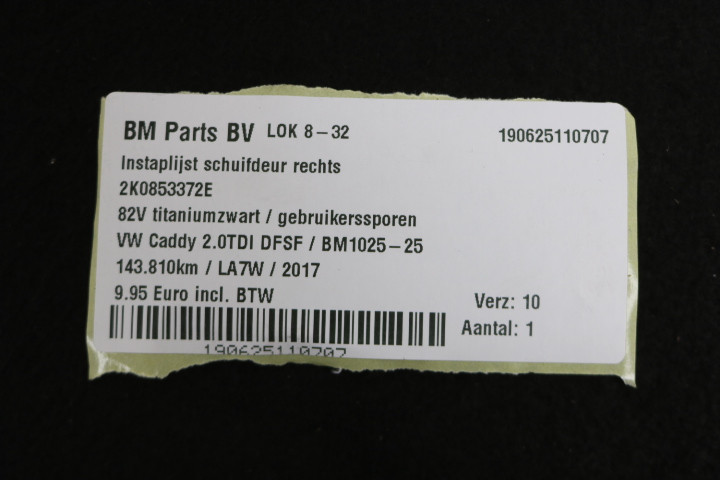 BM Parts BV LOK 8-32 190625110707
Instaplijst schuifdeur rechts
2K0853372E
82V titaniumzwart / gebruikerssporen
VW Caddy 2.0TDI DFSF / BM1025-25
143.810km / LA7W / 2017
9.95 Euro incl. BTW
Verz: 10
Aantal: 1
190625110707